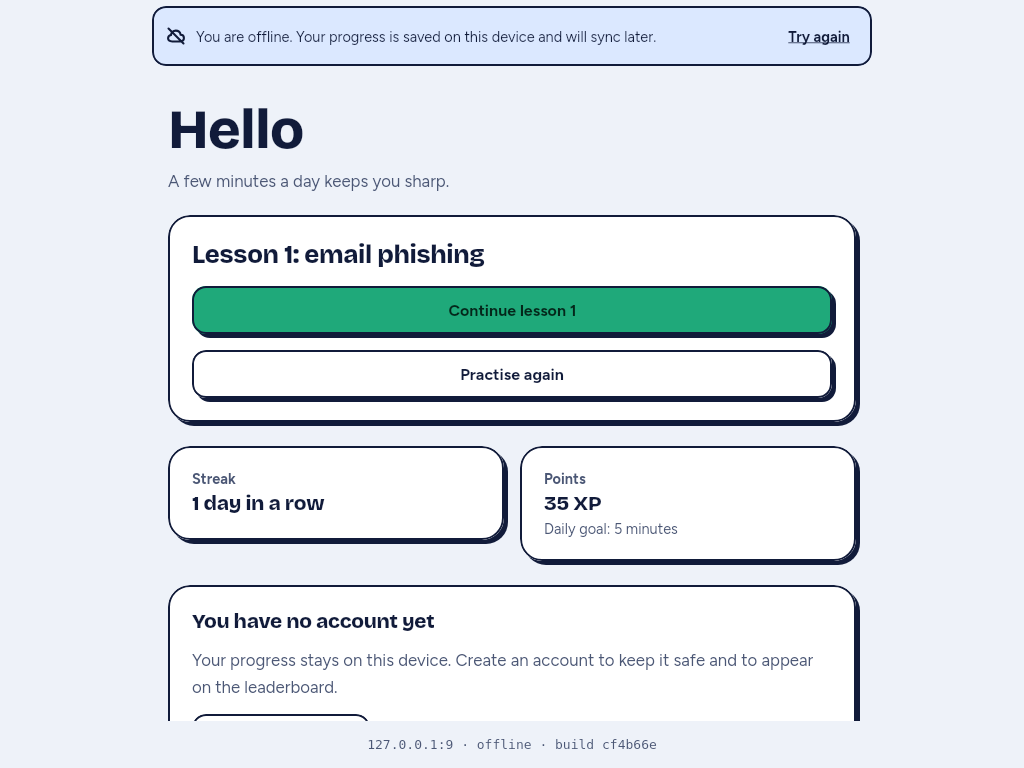 You are offline. Your progress is saved on this device and will sync later.
Try again
Hello
A few minutes a day keeps you sharp.
Lesson 1: email phishing
Continue lesson 1
Practise again
Streak
1 day in a row
Points
35 XP
Daily goal: 5 minutes
You have no account yet
Your progress stays on this device. Create an account to keep it safe and to appear
on the leaderboard.
127.0.0.1:9 · offline · build cf4b66e